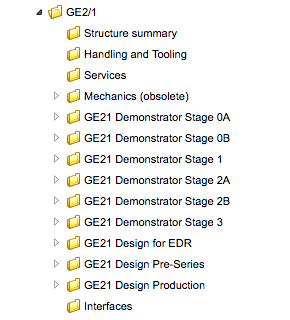 GE2/1
Structure summary
Handling and Tooling
Services
Mechanics (obsolete)
GE21 Demonstrator Stage 0A
GE21 Demonstrator Stage 0B
GE21 Demonstrator Stage 1
GE21 Demonstrator Stage 2A
GE21 Demonstrator Stage 2B
GE21 Demonstrator Stage 3
GE21 Design for EDR
GE21 Design Pre-Series
GE21 Design Production
Interfaces